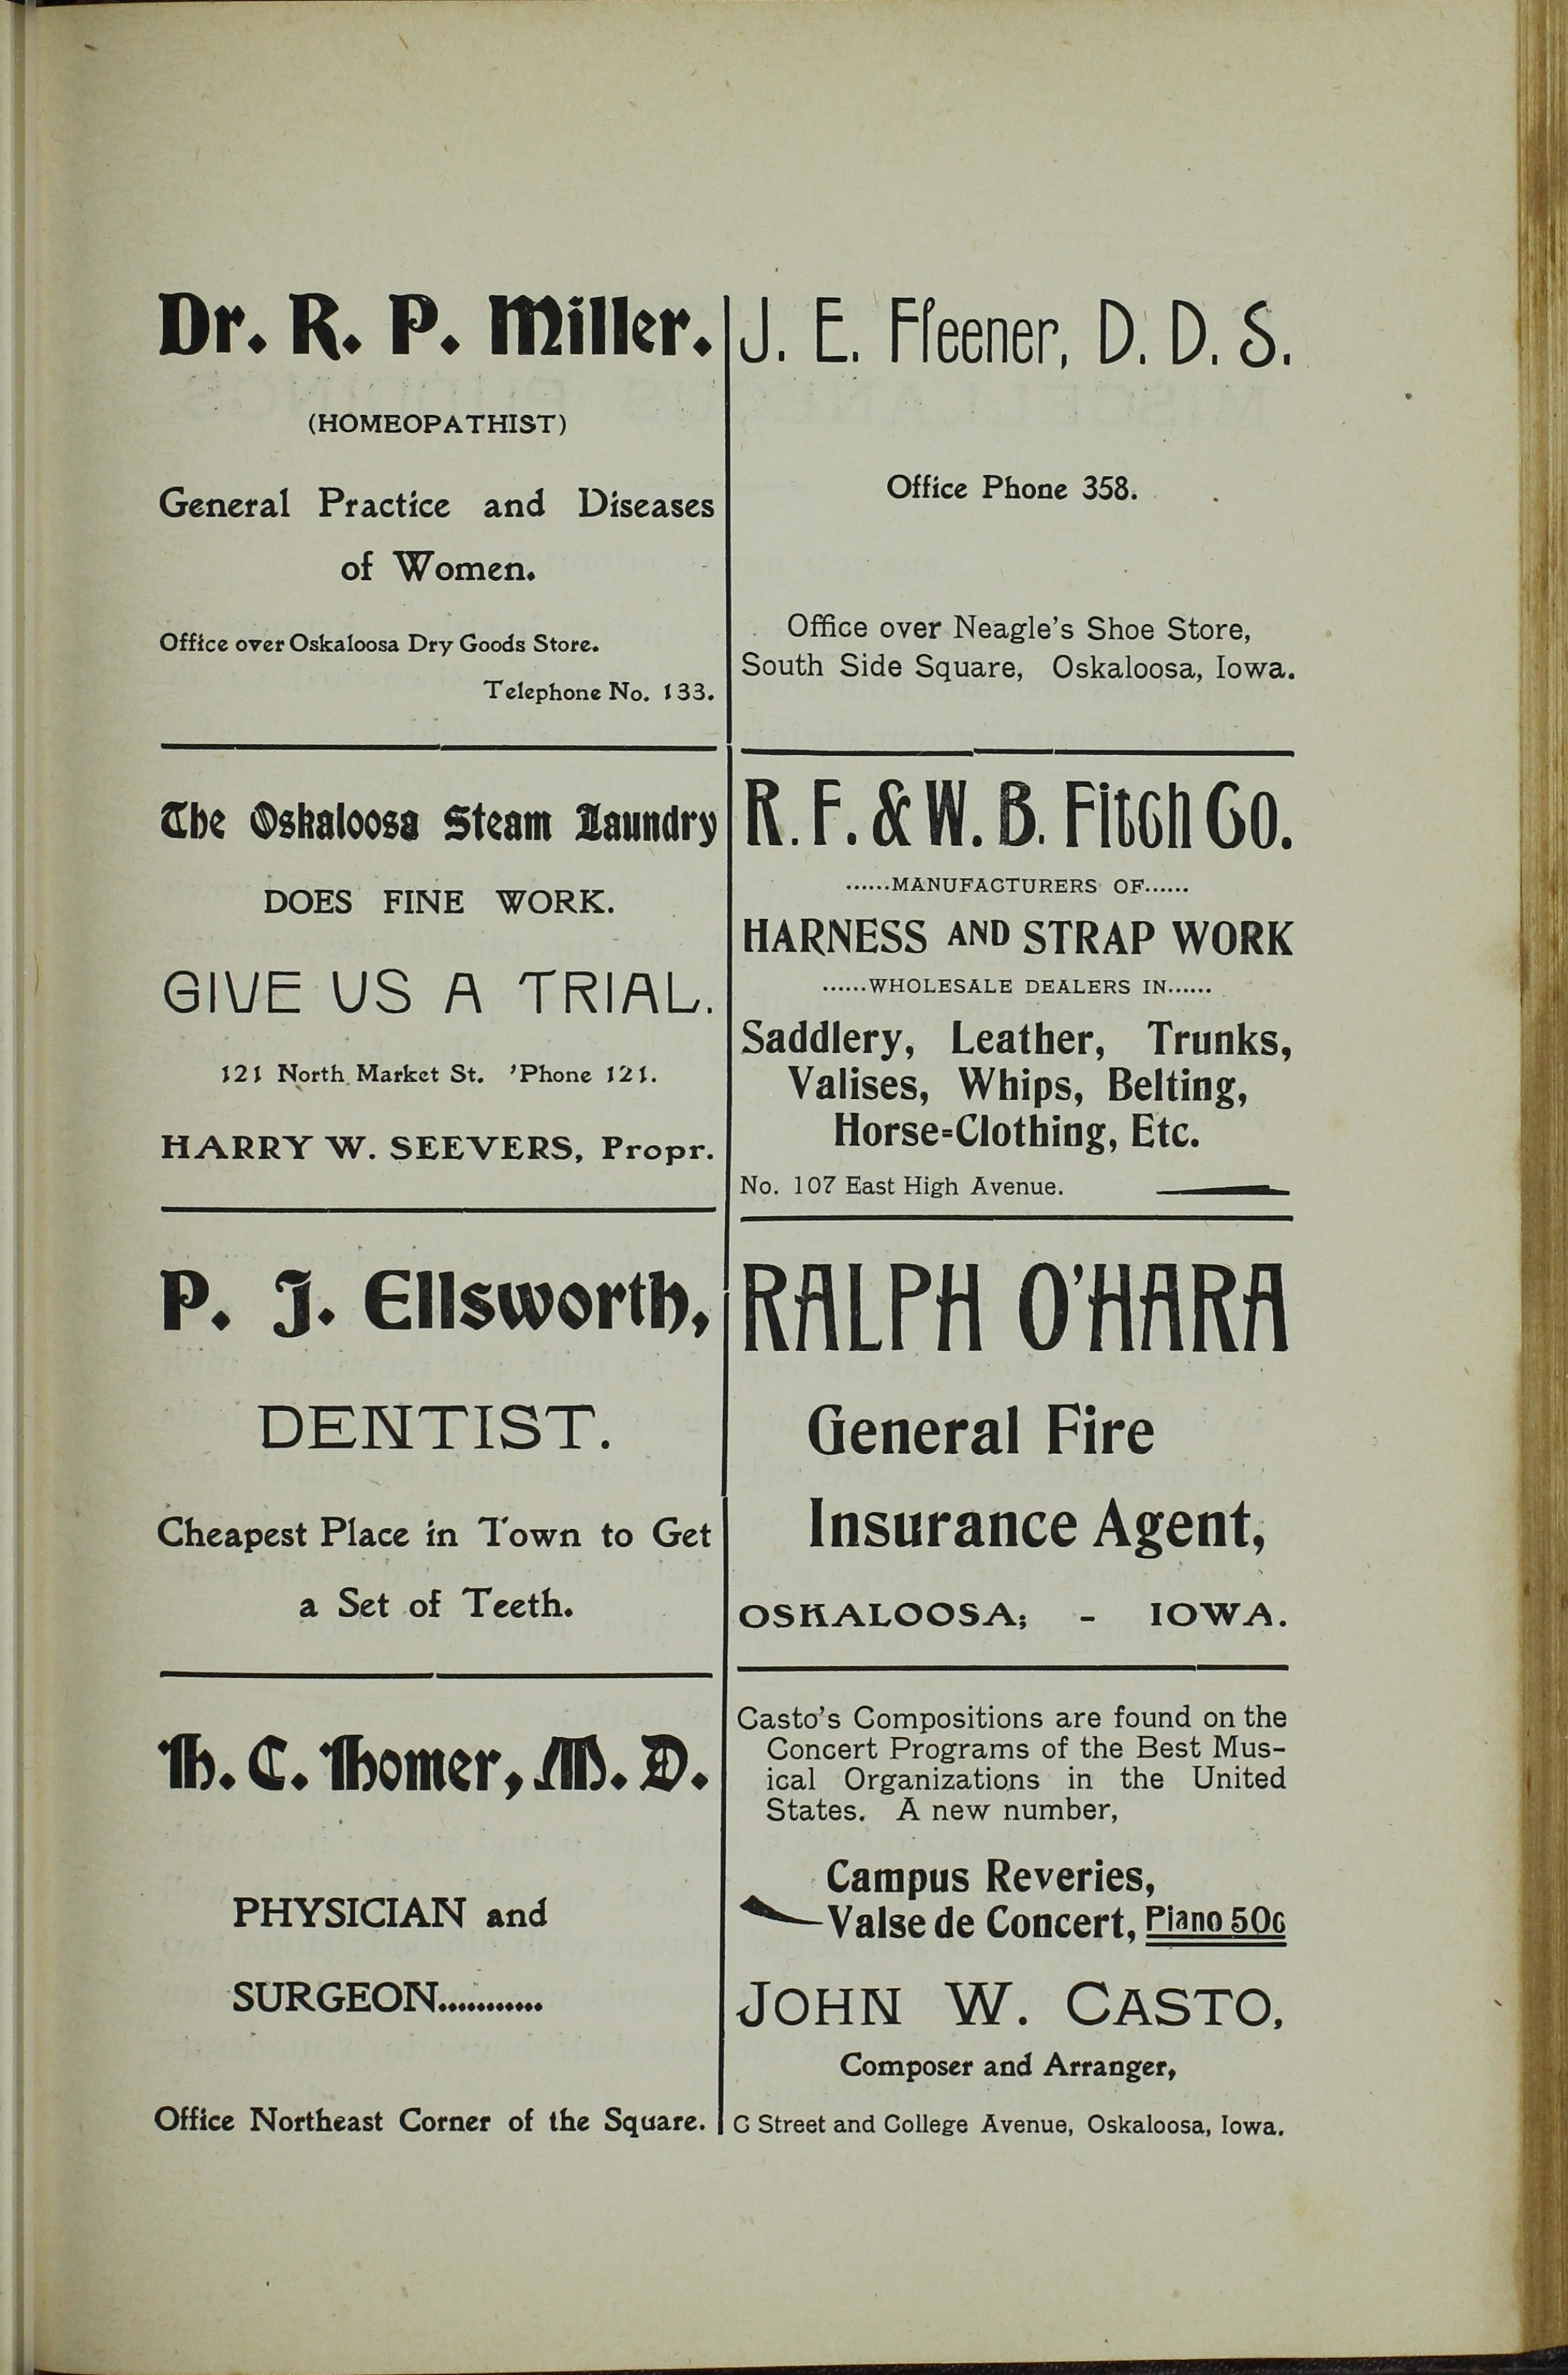 Dr. R. P. Miller.
(HOMEOPATHIST)
General Practice and Diseases
of Women.
Office over Oskaloosa Dry Goods Store.
Telephone No. 133.
The Oskaloosa Steam Laundry
DOES FINE WORK.
GIVE US A TRIAL.
121 North Market St. 'Phone 121.
HARRY W. SEEVERS, Propr.
P. J. Ellsworth,
DENTIST.
Cheapest Place in Town to Get
a Set of Teeth.
H. C. Homer, M. D.
PHYSICIAN and
SURGEON...........
Office Northeast Corner of the Square.
J. E. Fleener, D. D. S.
Office Phone 358.
Office over Neagle's Shoe Store,
South Side Square, Oskaloosa, Iowa.
R. F. & W. B. Fitch Co.
......MANUFACTURERS OF......
HARNESS AND STRAP WORK
......WHOLESALE DEALERS IN......
Saddlery, Leather, Trunks,
Valises, Whips, Belting,
Horse=Clothing, Etc.
No. 107 East High Avenue.
RALPH O'HARA
General Fire
Insurance Agent,
OSKALOOSA; - IOWA.
Casto's Compositions are found on the
Concert Programs of the Best Mus-
ical Organizations in the United
States. A new number,
Campus Reveries,
Valse de Concert, Piano 50c
JOHN W. CASTO,
Composer and Arranger,
C Street and College Avenue, Oskaloosa, Iowa.